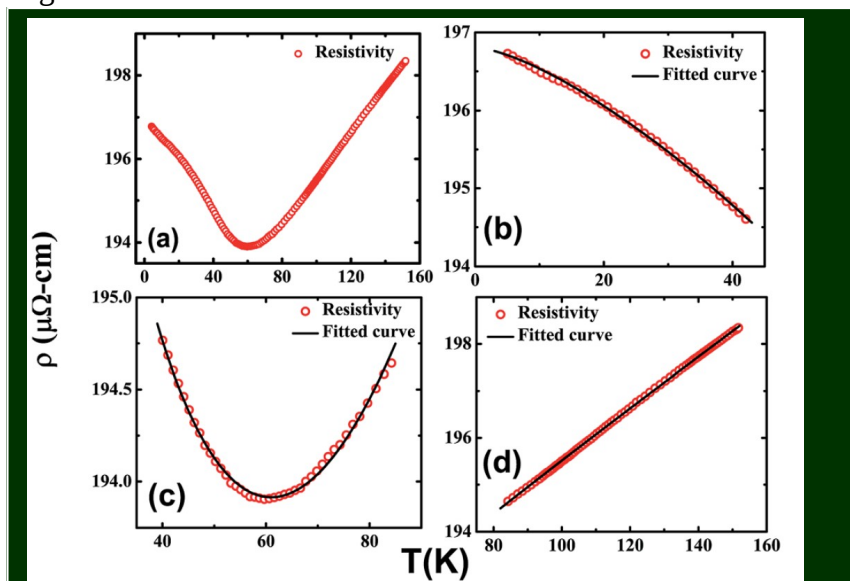 198
196
194
0
40
80
120
160
Resistivity
(a)
197
196
195
194
0
20
40
Resistivity
Fitted curve
(b)
ρ (μΩ-cm)
195.0
194.5
194.0
40
60
80
Resistivity
Fitted curve
(c)
198
196
194
80
100
120
140
160
Resistivity
Fitted curve
(d)
T(K)